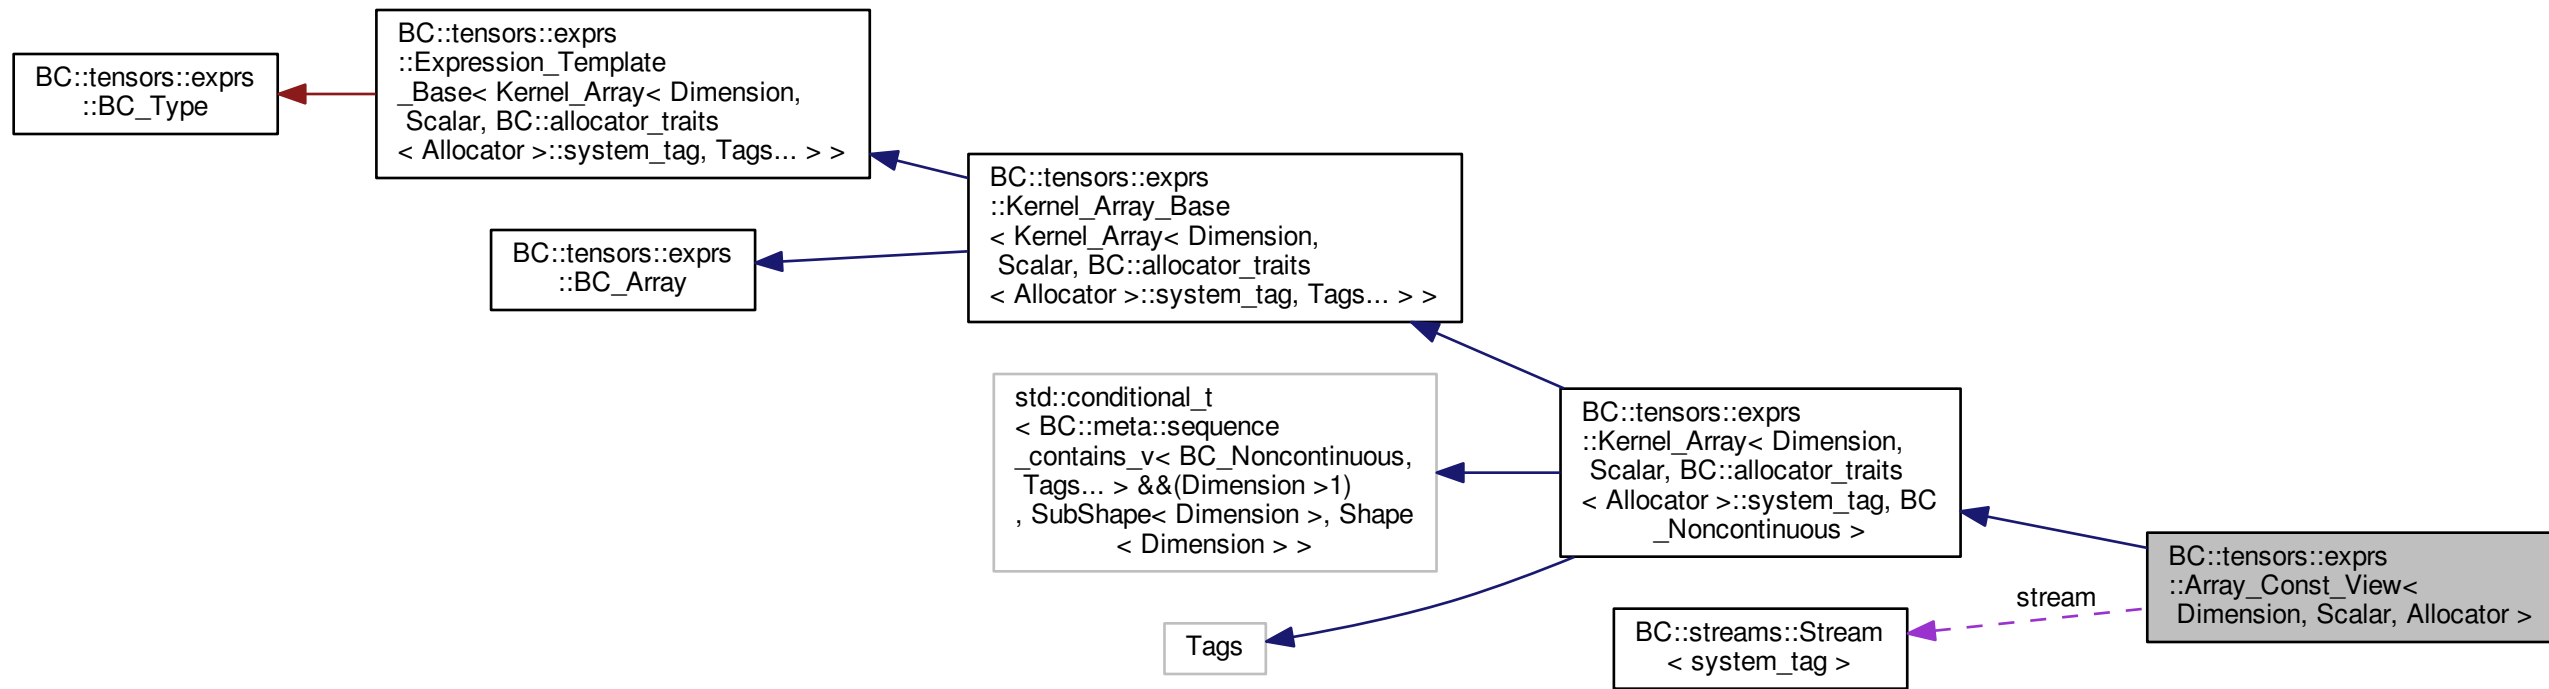 BC::tensors::exprs
::BC_Type
BC::tensors::exprs
::Expression_Template
_Base< Kernel_Array< Dimension,
Scalar, BC::allocator_traits
< Allocator >::system_tag, Tags... > >
BC::tensors::exprs
::BC_Array
BC::tensors::exprs
::Kernel_Array_Base
< Kernel_Array< Dimension,
Scalar, BC::allocator_traits
< Allocator >::system_tag, Tags... > >
std::conditional_t
< BC::meta::sequence
_contains_v< BC_Noncontinuous,
Tags... > &&(Dimension >1)
, SubShape< Dimension >, Shape
< Dimension > >
Tags
BC::tensors::exprs
::Kernel_Array< Dimension,
Scalar, BC::allocator_traits
< Allocator >::system_tag, BC
_Noncontinuous >
BC::streams::Stream
< system_tag >
stream
BC::tensors::exprs
::Array_Const_View<
Dimension, Scalar, Allocator >